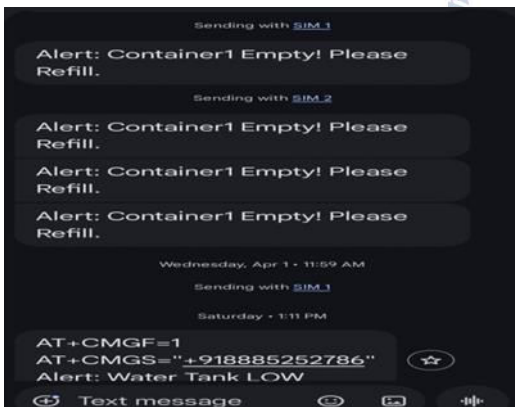 Sending with SIM 1
Alert: Container1 Empty! Please
Refill.
Sending with SIM 2
Alert: Container1 Empty! Please
Refill.
Alert: Container1 Empty! Please
Refill.
Alert: Container1 Empty! Please
Refill.
Wednesday, Apr 1 • 11:59 AM
Sending with SIM 1
Saturday • 1:11 PM
AT+CMGF=1
AT+CMGS="+918885252786"
Alert: Water Tank LOW
Text message